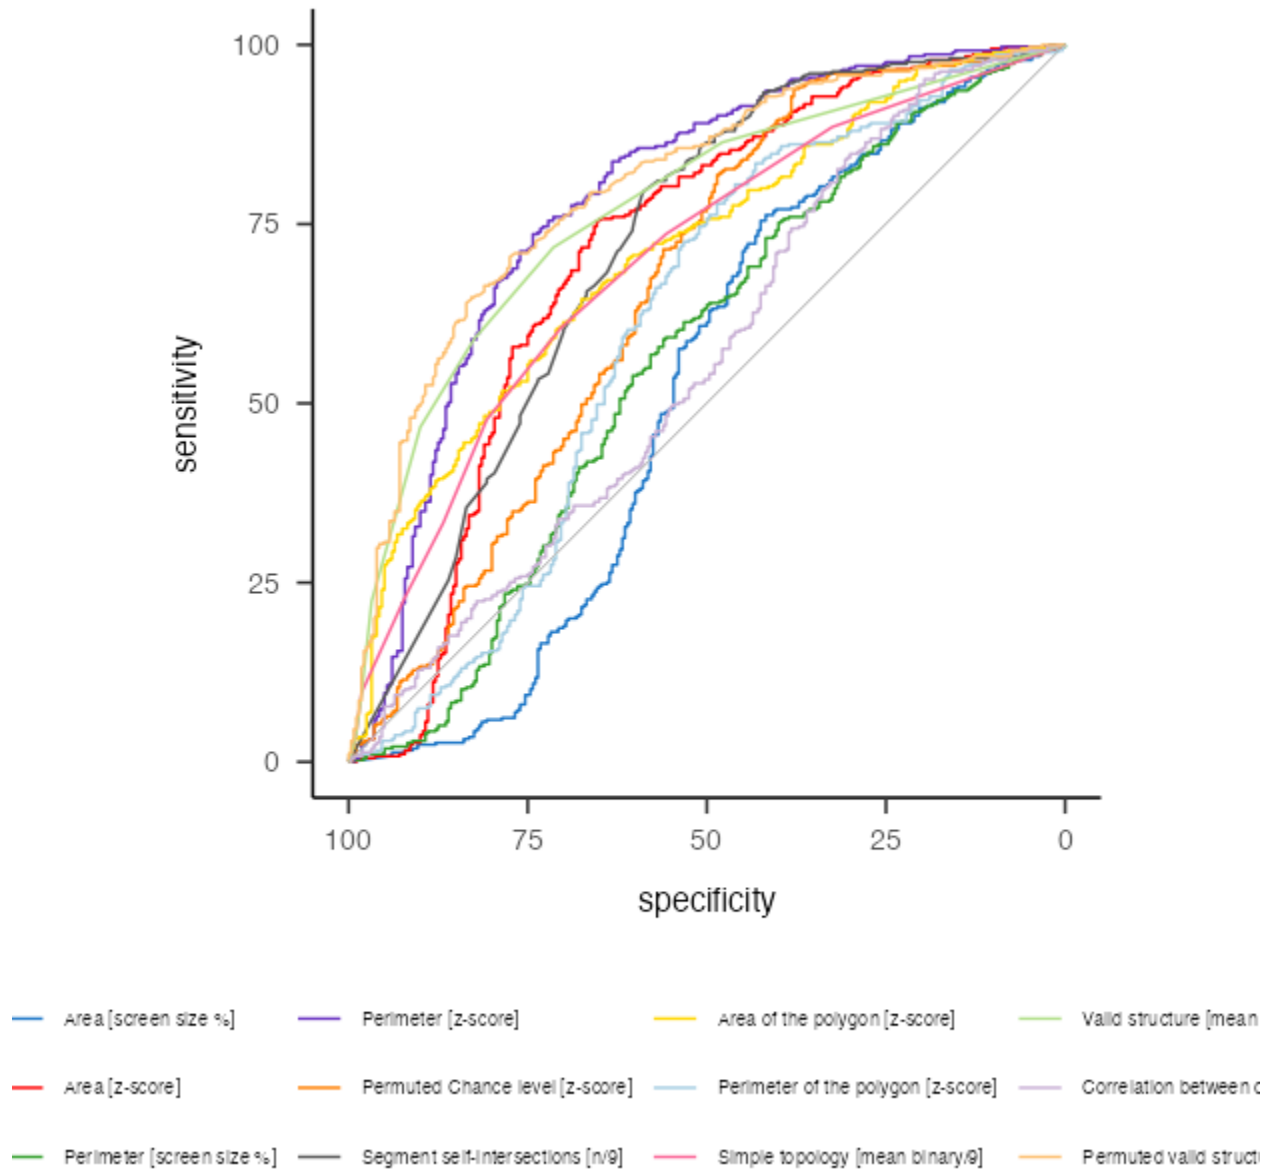 100
75
50
25
0
sensitivity
100 75 50 25 0
specificity
Area [screen size %] Perimeter [z-score] Area of the polygon [z-score] Valid structure [mean
Area [z-score] Permuted Chance level [z-score] Perimeter of the polygon [z-score] Correlation between
Perimeter [screen size %] Segment self-intersections [n/9] Simple topology [mean binary/9] Permuted valid